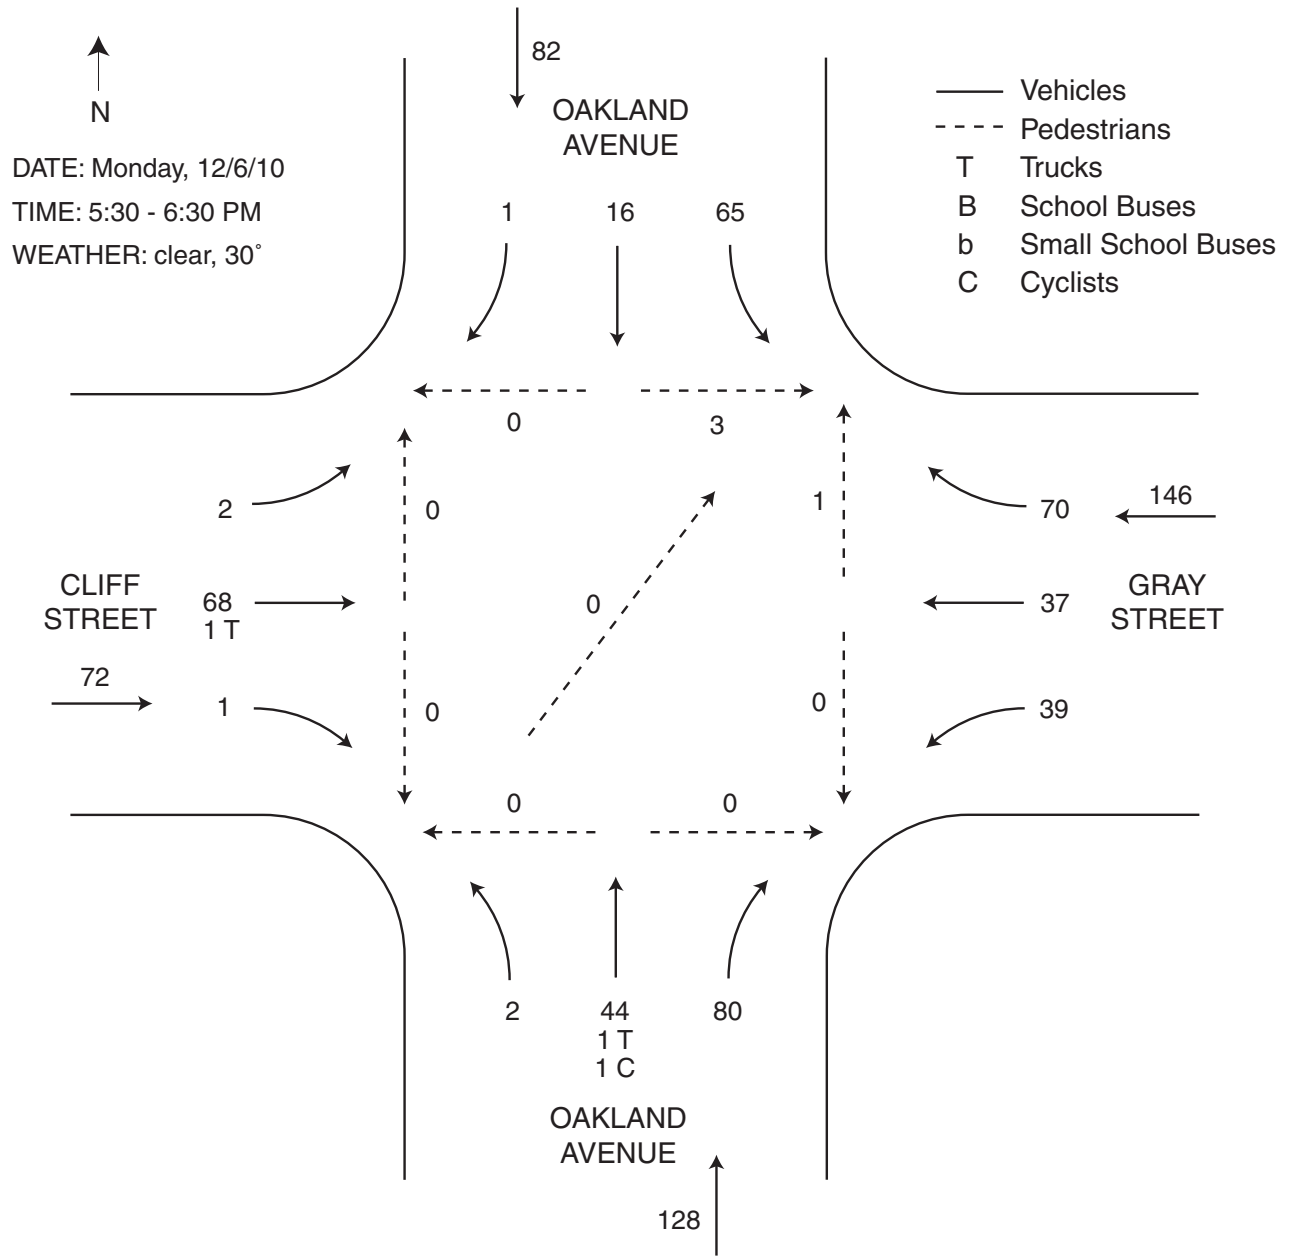 82
N
OAKLAND
AVENUE
Vehicles
Pedestrians
T Trucks
B School Buses
b Small School Buses
C Cyclists
DATE: Monday, 12/6/10
TIME: 5:30 - 6:30 PM
WEATHER: clear, 30˚
1 16 65
0 3
2
0
1
70
146
CLIFF
STREET
68
1 T
0
37
GRAY
STREET
72
1
0
0
39
0 0
2 44 80
1 T
1 C
OAKLAND
AVENUE
128